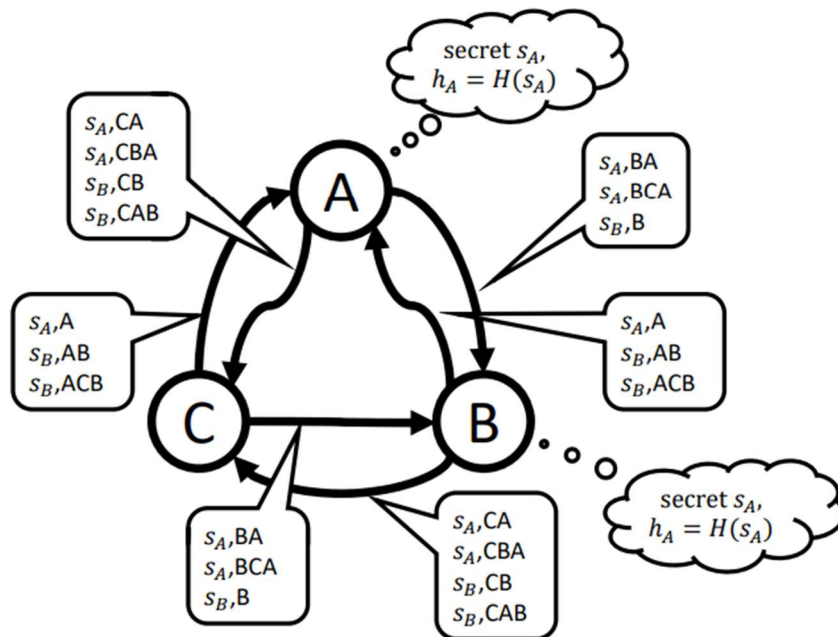 secret s_A,
h_A = H(s_A)
s_A,CA
s_A,CBA
s_B,CB
s_B,CAB
A
s_A,BA
s_A,BCA
s_B,B
s_A,A
s_B,AB
s_B,ACB
s_A,A
s_B,AB
s_B,ACB
C
B
secret s_A,
h_A = H(s_A)
s_A,BA
s_A,BCA
s_B,B
s_A,CA
s_A,CBA
s_B,CB
s_B,CAB